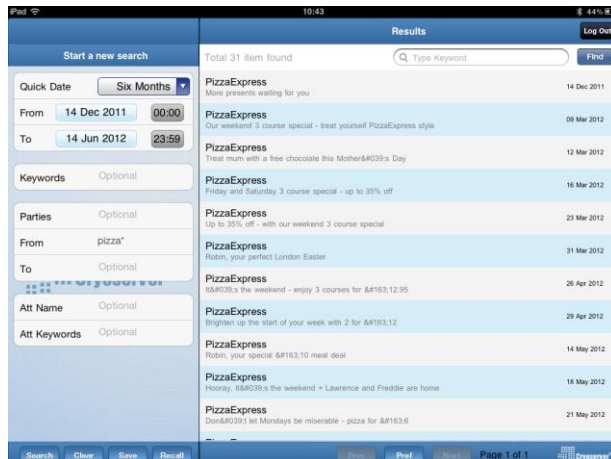 iPad 10:43 44%
Results Log Out
Start a new search
Total 31 item found Type Keyword Find
Quick Date Six Months
From 14 Dec 2011 00:00
To 14 Jun 2012 23:59
Keywords Optional
Parties Optional
From pizza*
To Optional
Att Name Optional
Att Keywords Optional
PizzaExpress
More presents waiting for you
14 Dec 2011
PizzaExpress
Our weekend 3 course special - treat yourself PizzaExpress style
09 Mar 2012
PizzaExpress
Treat mum with a free chocolate this Mother&#039;s Day
12 Mar 2012
PizzaExpress
Friday and Saturday 3 course special - up to 35% off
16 Mar 2012
PizzaExpress
Up to 35% off - with our weekend 3 course special
23 Mar 2012
PizzaExpress
Robin, your perfect London Easter
31 Mar 2012
PizzaExpress
It&#039;s the weekend - enjoy 3 courses for &#163;12.95
26 Apr 2012
PizzaExpress
Brighten up the start of your week with 2 for &#163;12
29 Apr 2012
PizzaExpress
Robin, your special &#163;10 meal deal
14 May 2012
PizzaExpress
Hooray, It&#039;s the weekend + Lawrence and Freddie are home
18 May 2012
PizzaExpress
Don&#039;t let Mondays be miserable - pizza for &#163;6
21 May 2012
Search Clear Save Recall
Prev Pref Next Page 1 of 1 Cryoserver